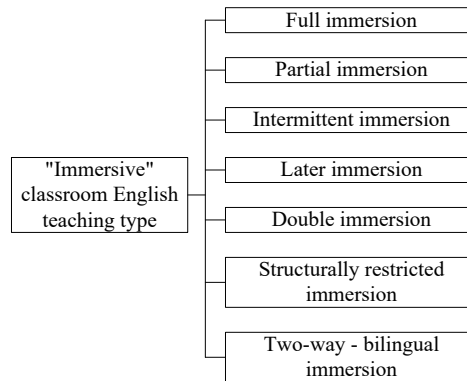 Full immersion
Partial immersion
Intermittent immersion
"Immersive"
classroom English
teaching type
Later immersion
Double immersion
Structurally restricted
immersion
Two-way - bilingual
immersion